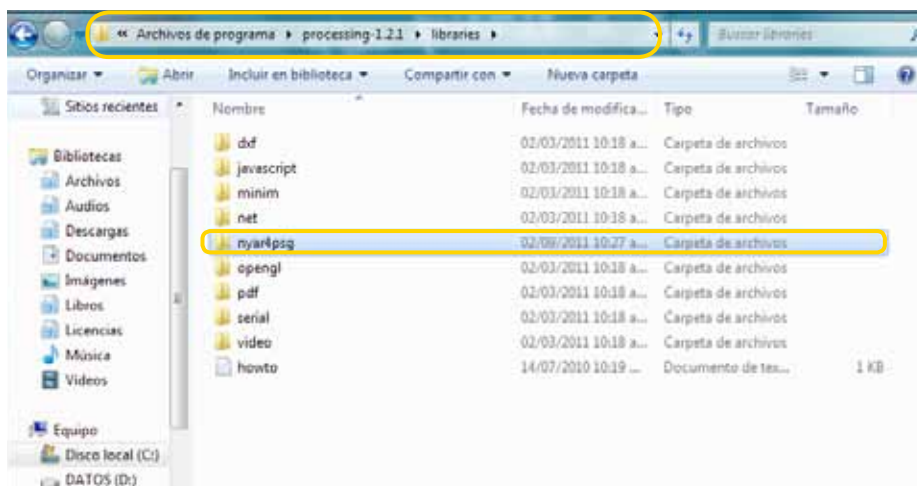 « Archivos de programa ▸ processing-1.2.1 ▸ libraries ▸ Buscar libraries
Organizar Abrir Incluir en biblioteca Compartir con Nueva carpeta
Sitios recientes
Bibliotecas
Archivos
Audios
Descargas
Documentos
Imágenes
Libros
Licencias
Música
Videos
Equipo
Disco local (C:)
DATOS (D:)
Nombre Fecha de modifica... Tipo Tamaño
dxf 02/03/2011 10:18 a... Carpeta de archivos
javascript 02/03/2011 10:18 a... Carpeta de archivos
minim 02/03/2011 10:18 a... Carpeta de archivos
net 02/03/2011 10:18 a... Carpeta de archivos
nyar4psg 02/09/2011 10:27 a... Carpeta de archivos
opengl 02/03/2011 10:18 a... Carpeta de archivos
pdf 02/03/2011 10:18 a... Carpeta de archivos
serial 02/03/2011 10:18 a... Carpeta de archivos
video 02/03/2011 10:18 a... Carpeta de archivos
howto 14/07/2010 10:19 ... Documento de tex... 1 KB